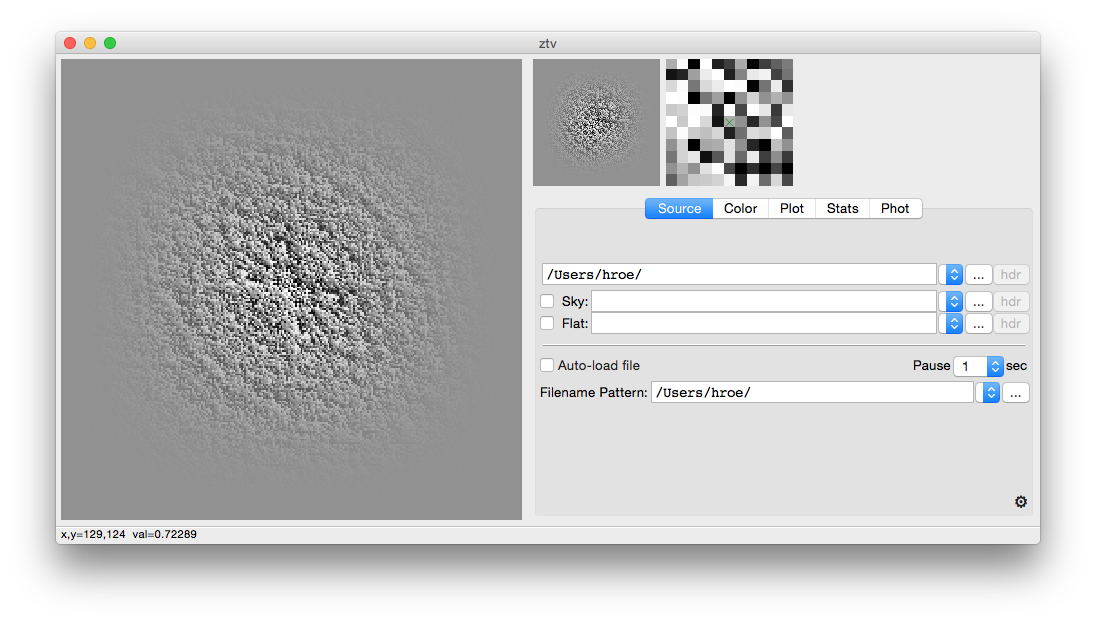 ztv
Source Color Plot Stats Phot
/Users/hroe/ ... hdr
Sky: ... hdr
Flat: ... hdr
Auto-load file Pause 1 sec
Filename Pattern: /Users/hroe/ ...
x,y=129,124 val=0.72289